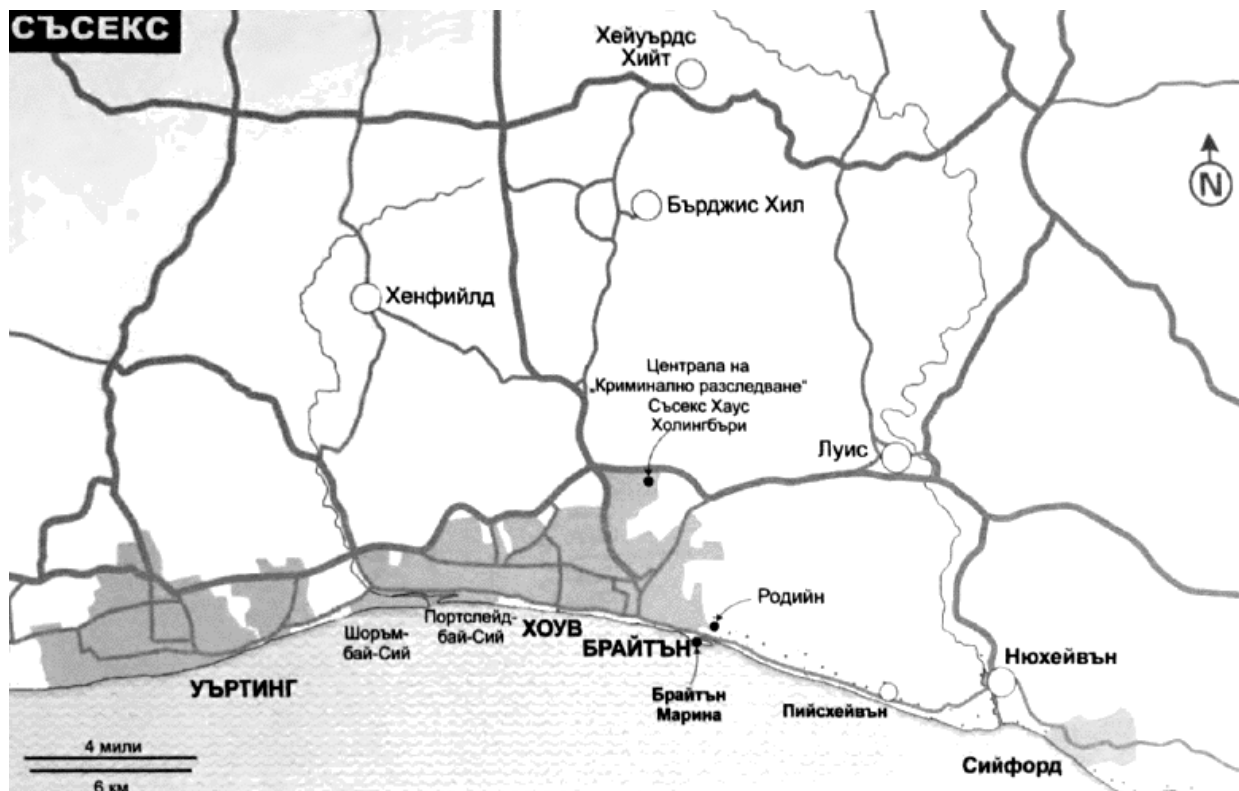 СЪСЕКС
Хейуърдс
Хийт
N
Бърджис Хил
Хенфийлд
Централа на
„Криминално разследване“
Съсекс Хаус
Холингбъри
Луис
Родийн
Портслейд-
бай-Сий
ХОУВ
Шоръм-
бай-Сий
БРАЙТЪН
Нюхейвън
УЪРТИНГ
Брайтън
Марина
Пийсхейвън
Сийфорд
4 мили
6 км